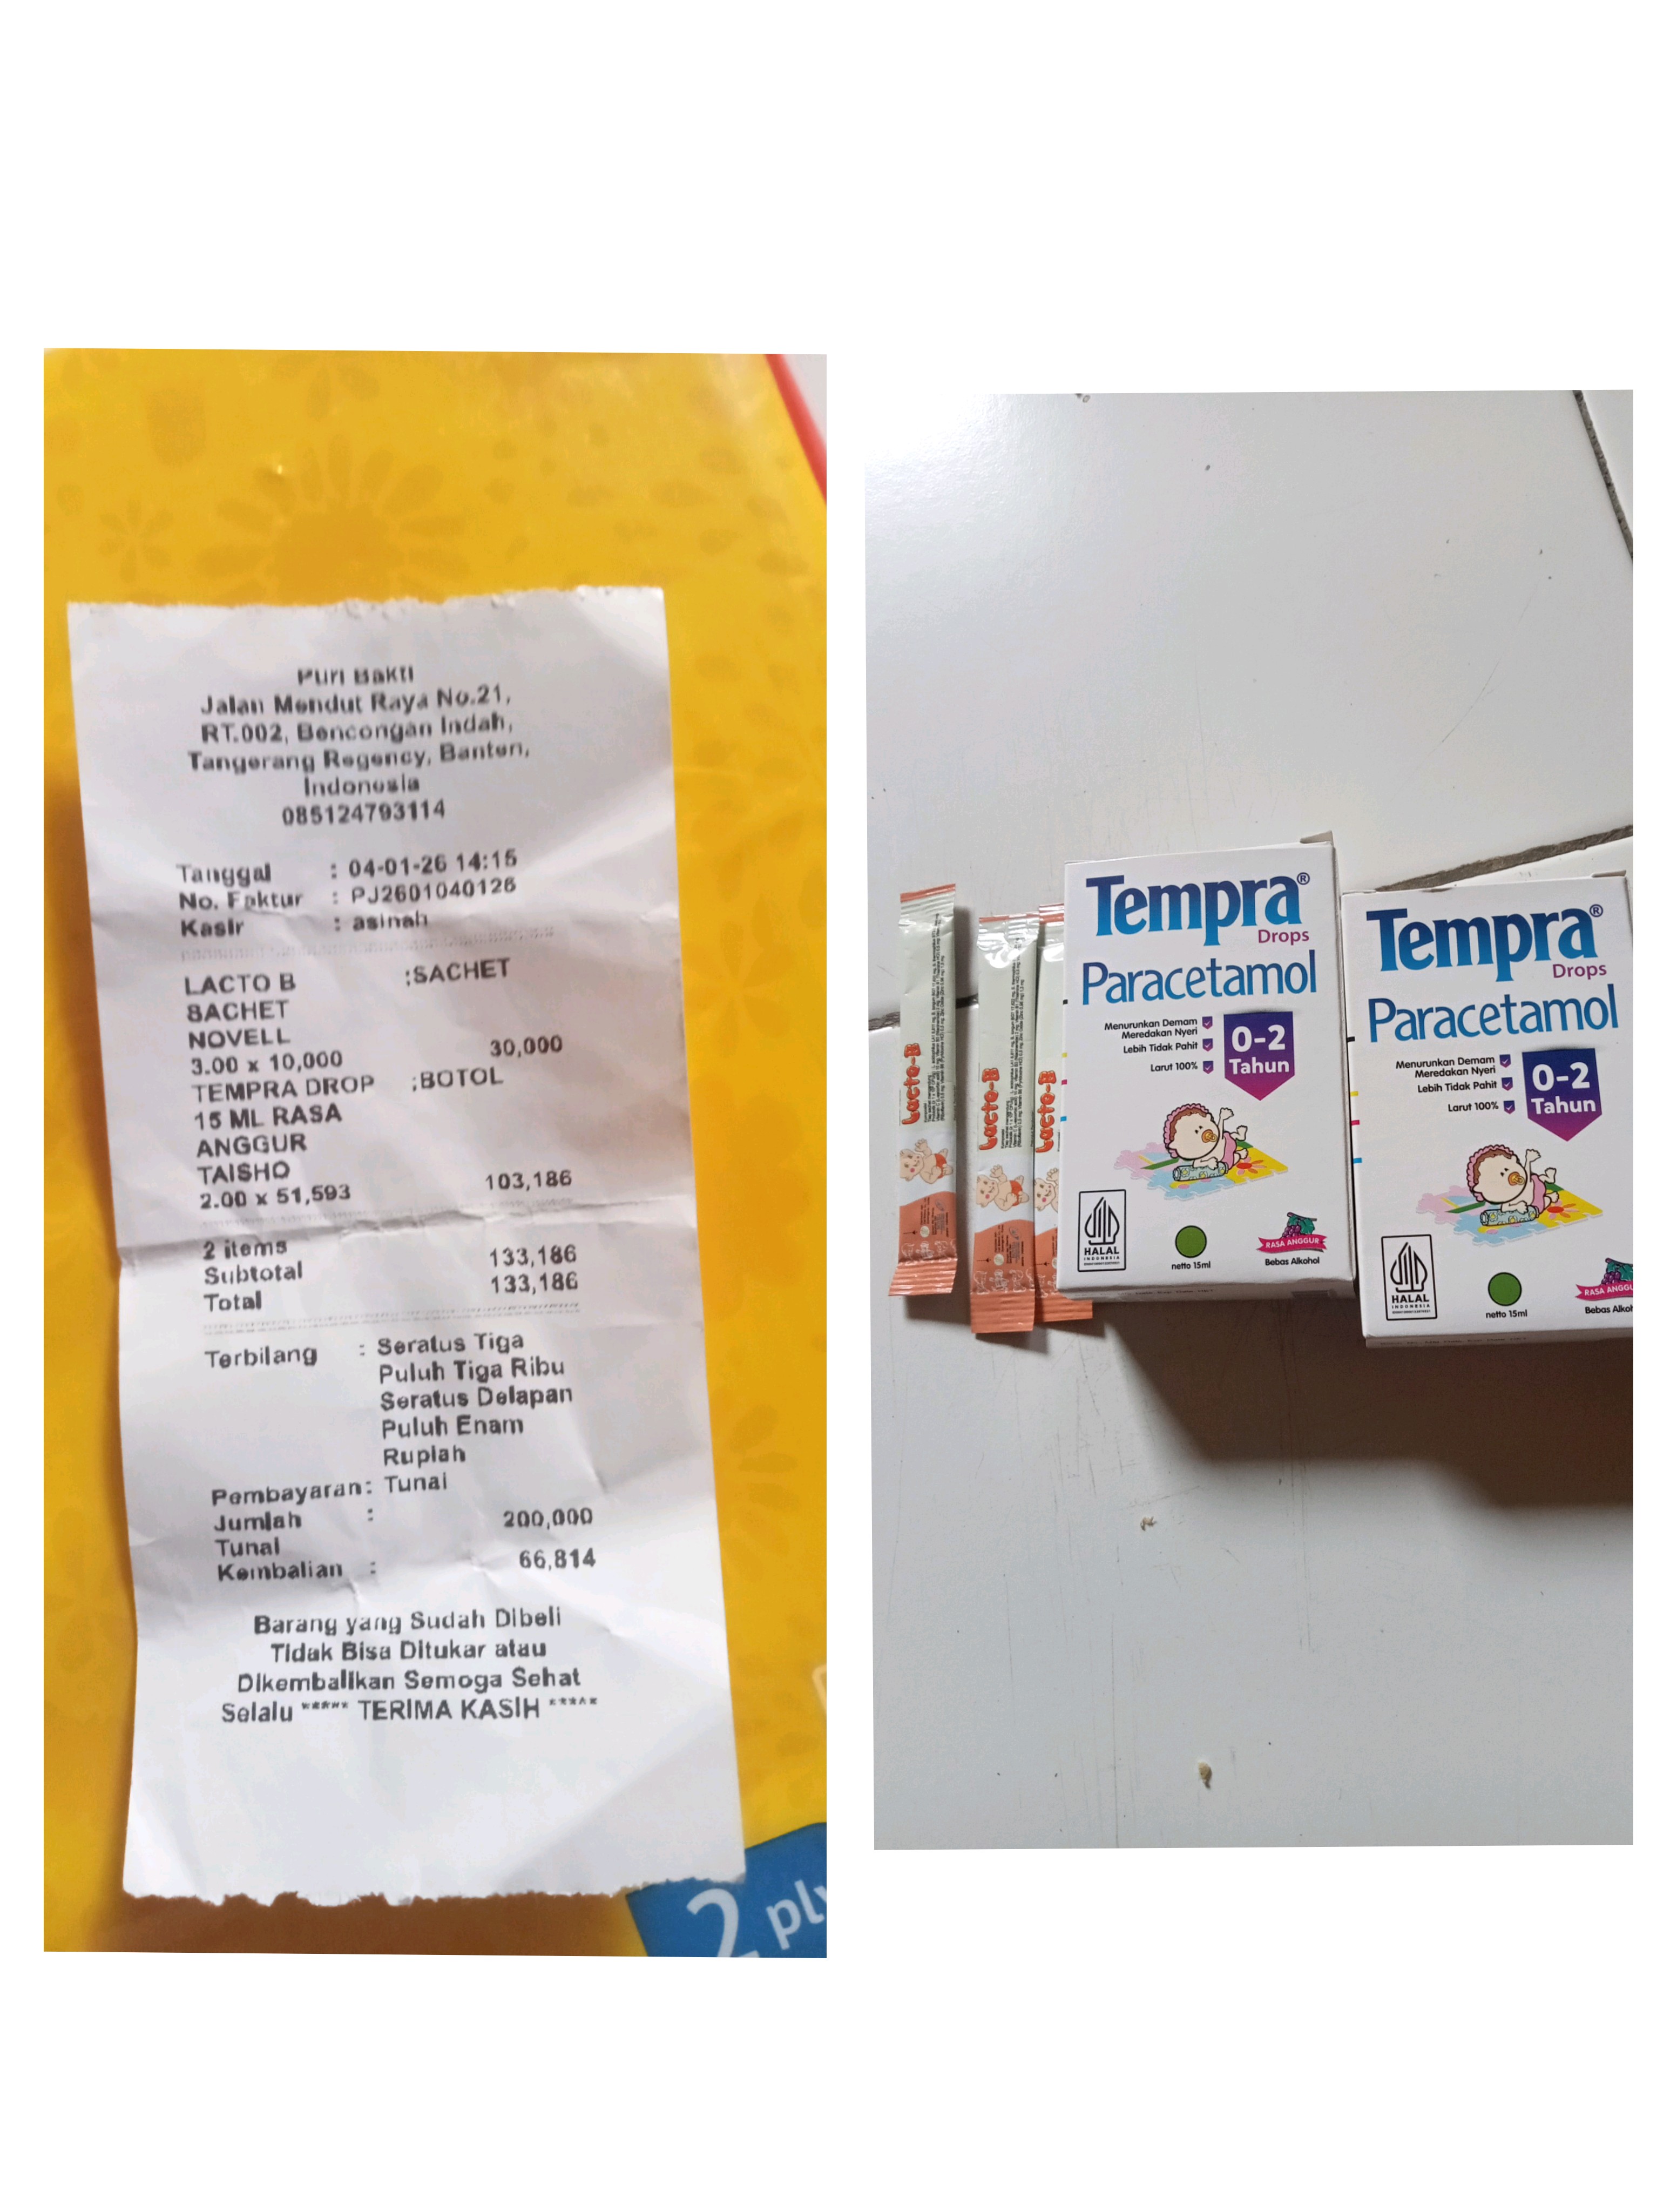 Puri Bakti
Jalan Mendut Raya No.21,
RT.002, Bencongan Indah,
Tangerang Regency, Banten,
Indonesia
085124793114
Tanggal : 04-01-26 14:15
No. Faktur : PJ2601040126
Kasir : asinah
LACTO B ;SACHET
SACHET
NOVELL
3.00 x 10,000 30,000
TEMPRA DROP ;BOTOL
15 ML RASA
ANGGUR
TAISHO
2.00 x 51,593 103,186
2 items
Subtotal 133,186
Total 133,186
Terbilang : Seratus Tiga
Puluh Tiga Ribu
Seratus Delapan
Puluh Enam
Rupiah
Pembayaran: Tunai
Jumlah : 200,000
Tunai
Kembalian : 66,814
Barang yang Sudah Dibeli
Tidak Bisa Ditukar atau
Dikembalikan Semoga Sehat
Selalu ***** TERIMA KASIH *****
2 ply
Lacto-B
Lacto-B
Lacto-B
Tempra®
Drops
Paracetamol
Menurunkan Demam
Meredakan Nyeri
Lebih Tidak Pahit
Larut 100%
0-2
Tahun
HALAL
INDONESIA
netto 15ml
RASA ANGGUR
Bebas Alkohol
Tempra®
Drops
Paracetamol
Menurunkan Demam
Meredakan Nyeri
Lebih Tidak Pahit
Larut 100%
0-2
Tahun
HALAL
INDONESIA
netto 15ml
RASA ANGGU
Bebas Alkoh